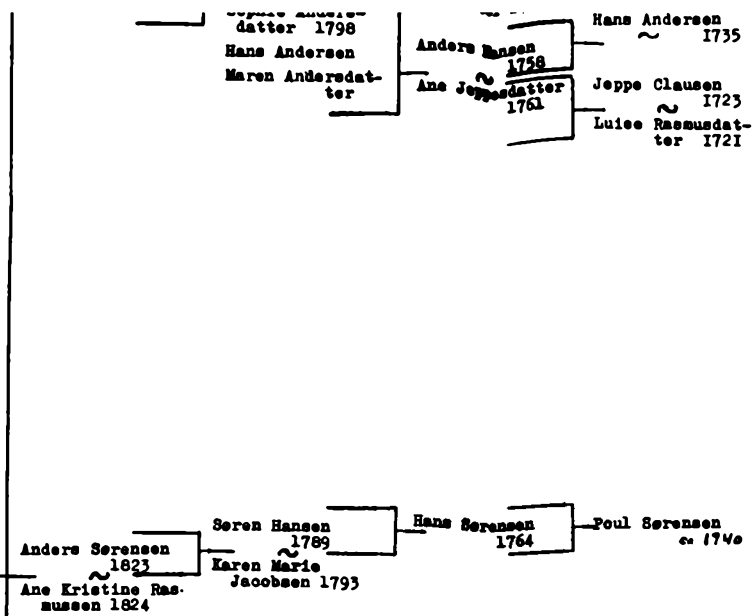 datter 1798
Hans Andersen
Maren Andersdat-
ter
Anders Hansen
1758
~
Ane Jeppesdatter
1761
Hans Andersen
~ 1735
Jeppe Clausen
1723
~
Luise Rasmusdat-
ter 1721
Anders Sørensen
1823
~
Ane Kristine Ras-
mussen 1824
Søren Hansen
1789
~
Karen Marie
Jacobsen 1793
Hans Sørensen
1764
Poul Sørensen
ca 1740